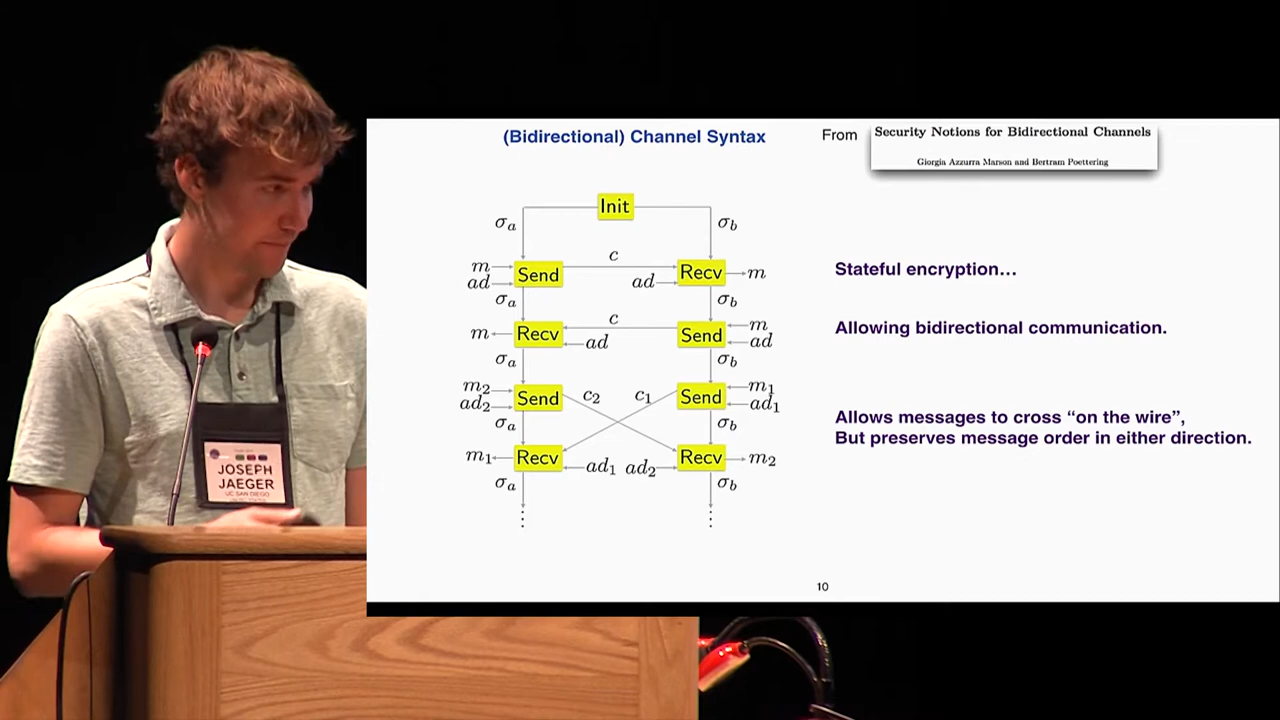 (Bidirectional) Channel Syntax
From
Security Notions for Bidirectional Channels
Giorgia Azzurra Marson and Bertram Poettering
Init
σa
σb
c
m
ad
Send
ad
Recv
m
σa
σb
c
m
Recv
ad
Send
m
ad
σa
σb
m2
ad2
Send
c2
c1
Send
m1
ad1
σa
σb
m1
Recv
ad1
ad2
Recv
m2
σa
σb
⋮
⋮
Stateful encryption…
Allowing bidirectional communication.
Allows messages to cross “on the wire”,
But preserves message order in either direction.
10
JOSEPH
JAEGER
UC SAN DIEGO